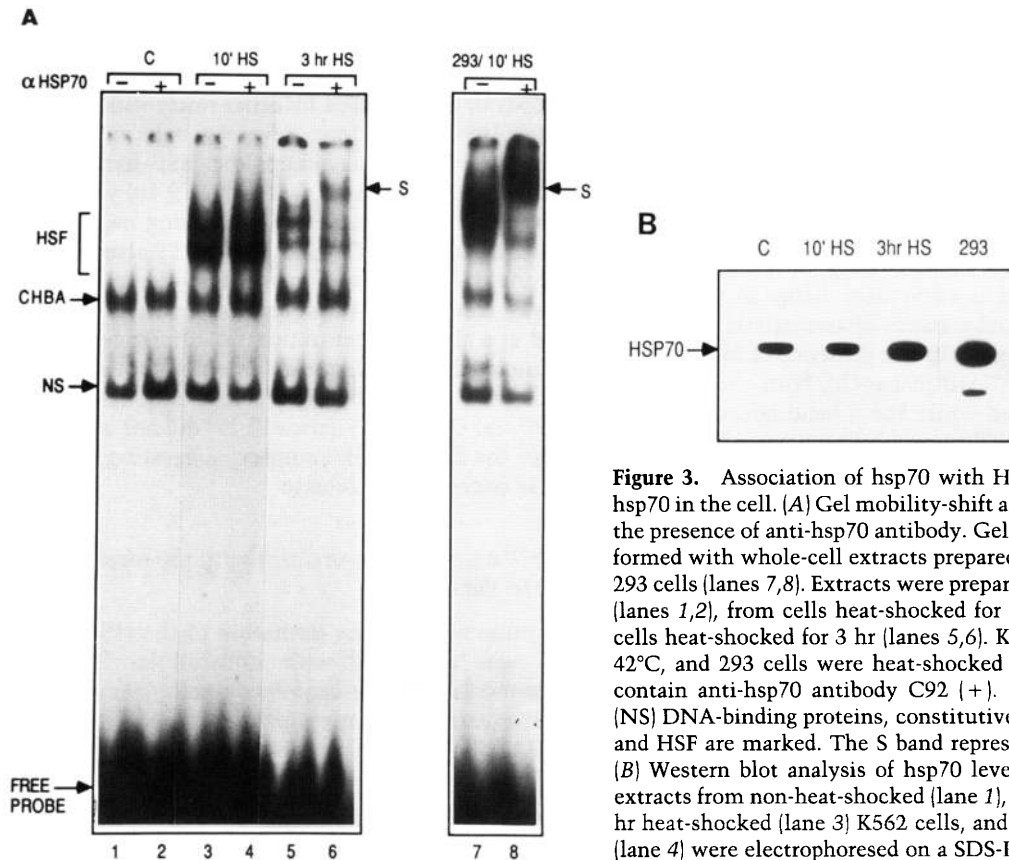 A
C 10' HS 3 hr HS 293/ 10' HS
α HSP70 − + − + − + − +
S S
HSF
CHBA
NS
FREE
PROBE
1 2 3 4 5 6 7 8
B
C 10' HS 3hr HS 293
HSP70
Figure 3. Association of hsp70 with H
hsp70 in the cell. (A) Gel mobility-shift a
the presence of anti-hsp70 antibody. Gel
formed with whole-cell extracts prepared
293 cells (lanes 7,8). Extracts were prepar
(lanes 1,2), from cells heat-shocked for
cells heat-shocked for 3 hr (lanes 5,6). K
42°C, and 293 cells were heat-shocked
contain anti-hsp70 antibody C92 (+).
(NS) DNA-binding proteins, constitutive
and HSF are marked. The S band repres
(B) Western blot analysis of hsp70 leve
extracts from non-heat-shocked (lane 1),
hr heat-shocked (lane 3) K562 cells, and
(lane 4) were electrophoresed on a SDS-P